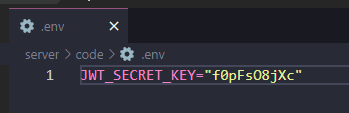 .env
server > code > .env
1 JWT_SECRET_KEY="f0pFsO8jXc"